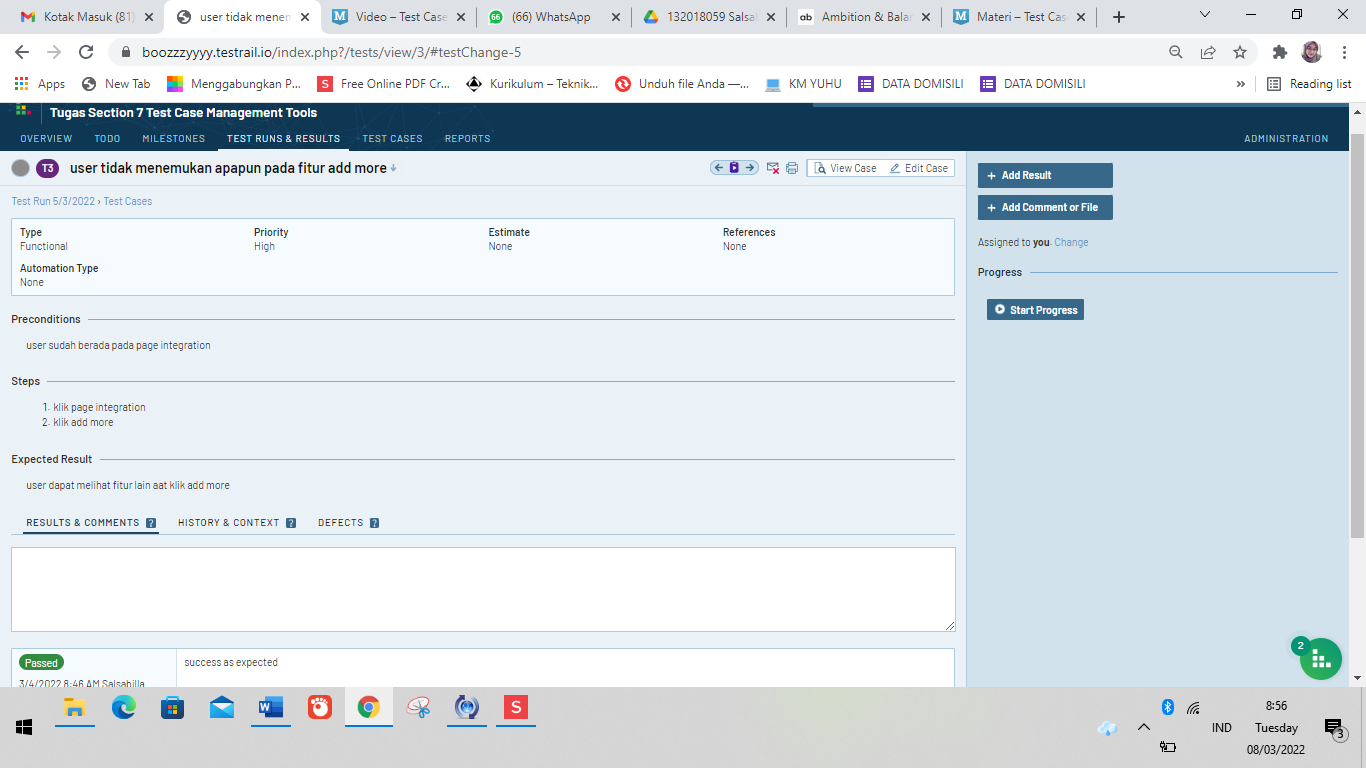 Kotak Masuk (81)
user tidak menen
Video – Test Case
(66) WhatsApp
132018059 Salsal
Ambition & Balan
Materi – Test Cas
boozzzyyyy.testrail.io/index.php?/tests/view/3/#testChange-5
Apps
New Tab
Menggabungkan P...
Free Online PDF Cr...
Kurikulum – Teknik...
Unduh file Anda —...
KM YUHU
DATA DOMISILI
DATA DOMISILI
»
Reading list
Tugas Section 7 Test Case Management Tools
OVERVIEW TODO MILESTONES TEST RUNS & RESULTS TEST CASES REPORTS ADMINISTRATION
T3 user tidak menemukan apapun pada fitur add more
View Case Edit Case
Test Run 5/3/2022 › Test Cases
Type Priority Estimate References
Functional High None None
Automation Type
None
Preconditions
user sudah berada pada page integration
Steps
1. klik page integration
2. klik add more
Expected Result
user dapat melihat fitur lain aat klik add more
RESULTS & COMMENTS ? HISTORY & CONTEXT ? DEFECTS ?
Passed success as expected
3/4/2022 8:46 AM Salsabilla
+ Add Result
+ Add Comment or File
Assigned to you. Change
Progress
Start Progress
2
8:56
IND Tuesday
08/03/2022
3